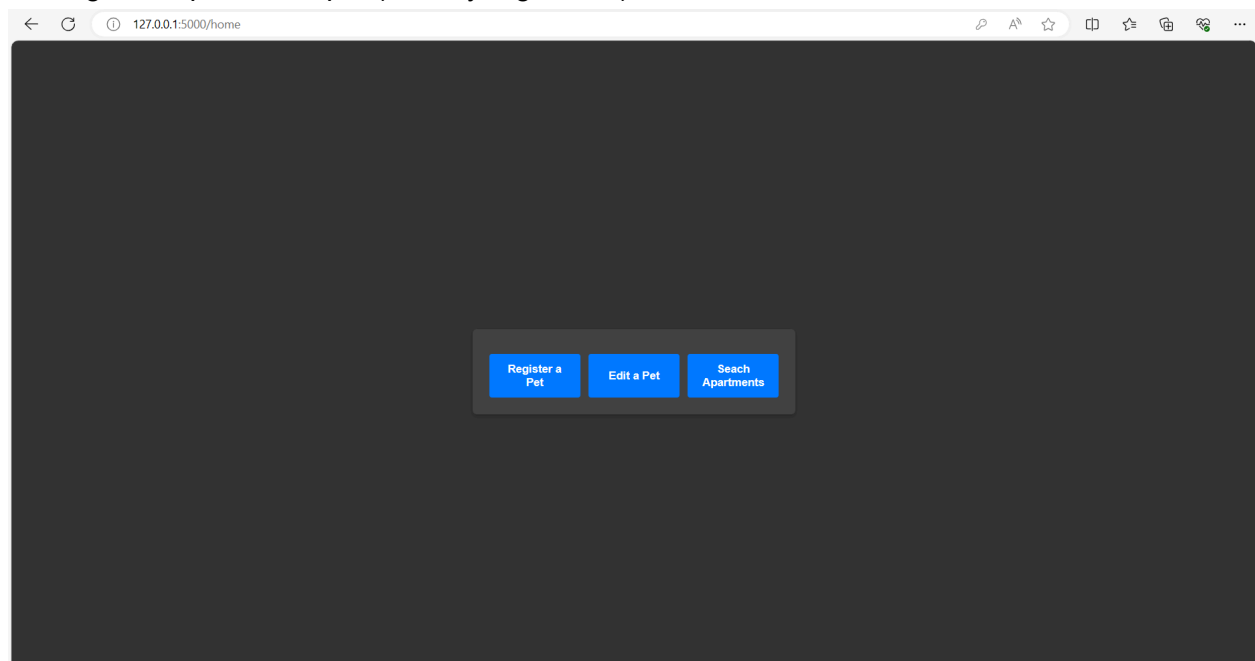 127.0.0.1:5000/home
Register a
Pet
Edit a Pet
Seach
Apartments